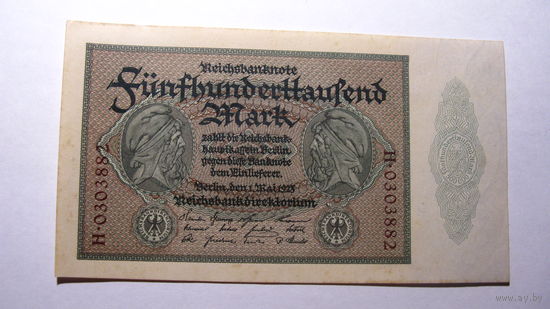 Reichsbanknote
Fünfhunderttausend
Mark
zahlt die Reichsbank-
hauptkasse in Berlin
gegen diese Banknote
dem Einlieferer.
Berlin, den 1. Mai 1923
Reichsbankdirektorium
H·0303882
H·0303882
www.ay.by